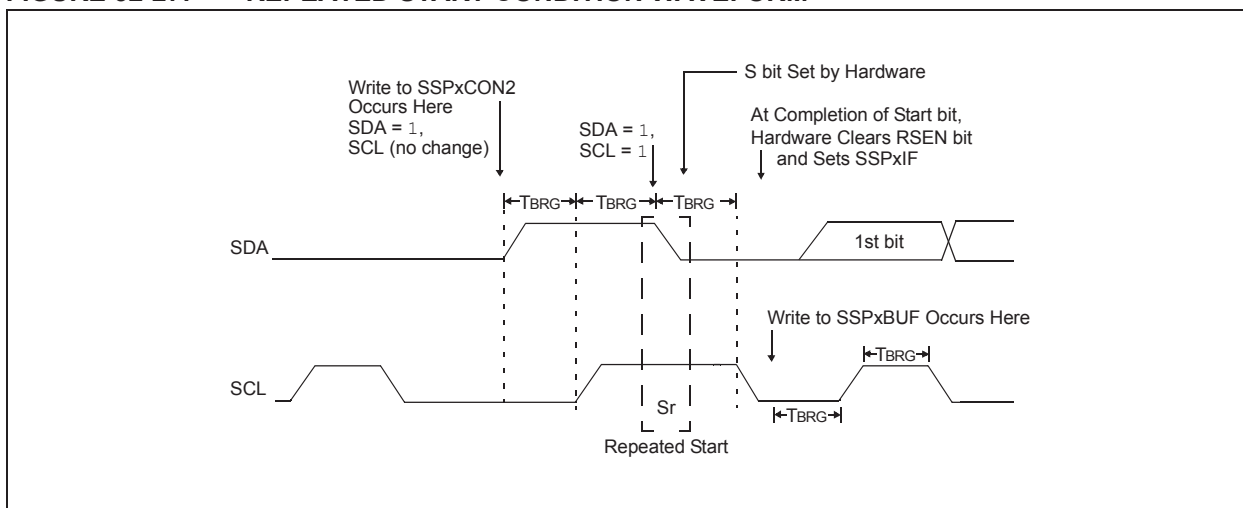 S bit Set by Hardware
Write to SSPxCON2
Occurs Here
SDA = 1,
SCL (no change)
SDA = 1,
SCL = 1
At Completion of Start bit,
Hardware Clears RSEN bit
and Sets SSPxIF
TBRG TBRG TBRG
SDA
1st bit
Write to SSPxBUF Occurs Here
TBRG
SCL
Sr
TBRG
Repeated Start